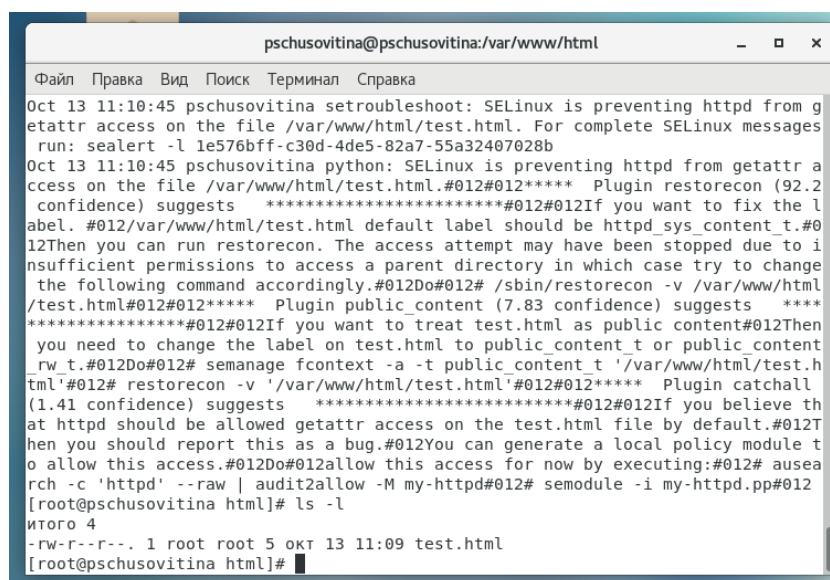 pschusovitina@pschusovitina:/var/www/html
Файл Правка Вид Поиск Терминал Справка
Oct 13 11:10:45 pschusovitina setroubleshoot: SELinux is preventing httpd from g
etattr access on the file /var/www/html/test.html. For complete SELinux messages
 run: sealert -l 1e576bff-c30d-4de5-82a7-55a32407028b
Oct 13 11:10:45 pschusovitina python: SELinux is preventing httpd from getattr a
ccess on the file /var/www/html/test.html.#012#012***** Plugin restorecon (92.2
 confidence) suggests   ************************#012#012If you want to fix the l
abel. #012/var/www/html/test.html default label should be httpd_sys_content_t.#0
12Then you can run restorecon. The access attempt may have been stopped due to i
nsufficient permissions to access a parent directory in which case try to change
 the following command accordingly.#012Do#012# /sbin/restorecon -v /var/www/html
/test.html#012#012***** Plugin public_content (7.83 confidence) suggests   ****
****************#012#012If you want to treat test.html as public content#012Then
 you need to change the label on test.html to public_content_t or public_content
_rw_t.#012Do#012# semanage fcontext -a -t public_content_t '/var/www/html/test.h
tml'#012# restorecon -v '/var/www/html/test.html'#012#012***** Plugin catchall
(1.41 confidence) suggests   **************************#012#012If you believe th
at httpd should be allowed getattr access on the test.html file by default.#012T
hen you should report this as a bug.#012You can generate a local policy module t
o allow this access.#012Do#012allow this access for now by executing:#012# ausea
rch -c 'httpd' --raw | audit2allow -M my-httpd#012# semodule -i my-httpd.pp#012
[root@pschusovitina html]# ls -l
итого 4
-rw-r--r--. 1 root root 5 окт 13 11:09 test.html
[root@pschusovitina html]#